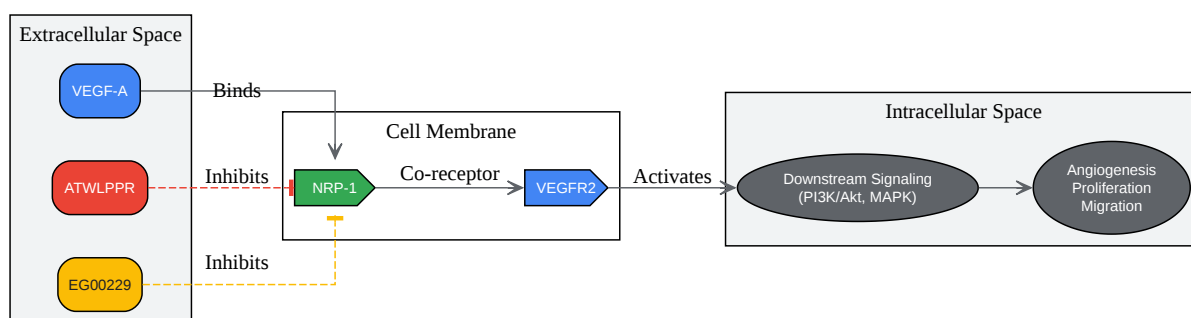 Extracellular Space
VEGF-A
Binds
ATWLPPR
Inhibits
EG00229
Inhibits
Cell Membrane
NRP-1
Co-receptor
VEGFR2
Activates
Intracellular Space
Downstream Signaling
(PI3K/Akt, MAPK)
Angiogenesis
Proliferation
Migration